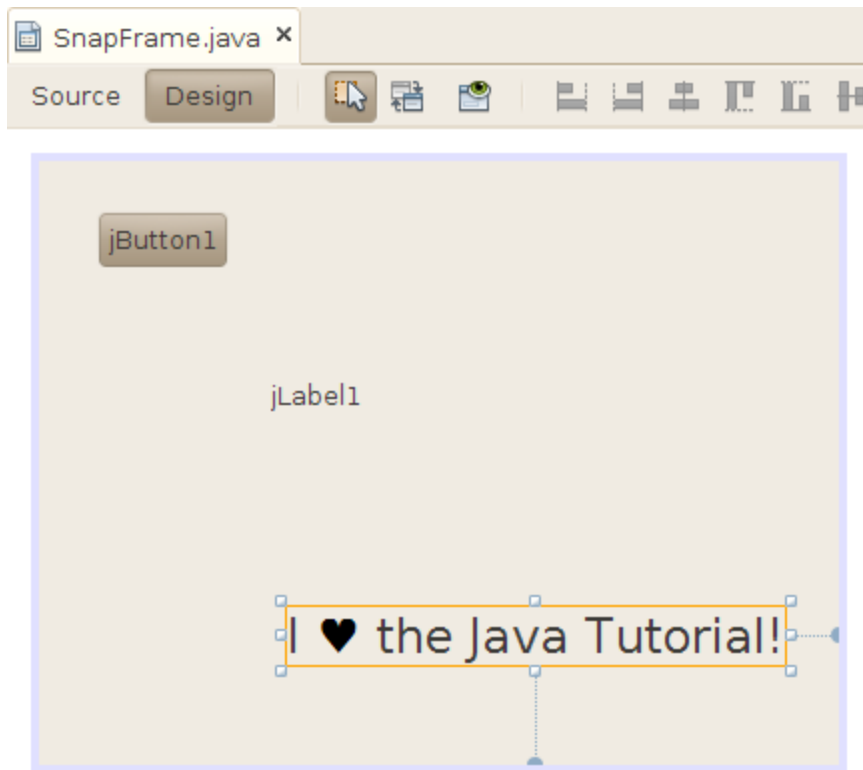 SnapFrame.java ×
Source Design
jButton1
jLabel1
I ♥ the Java Tutorial!